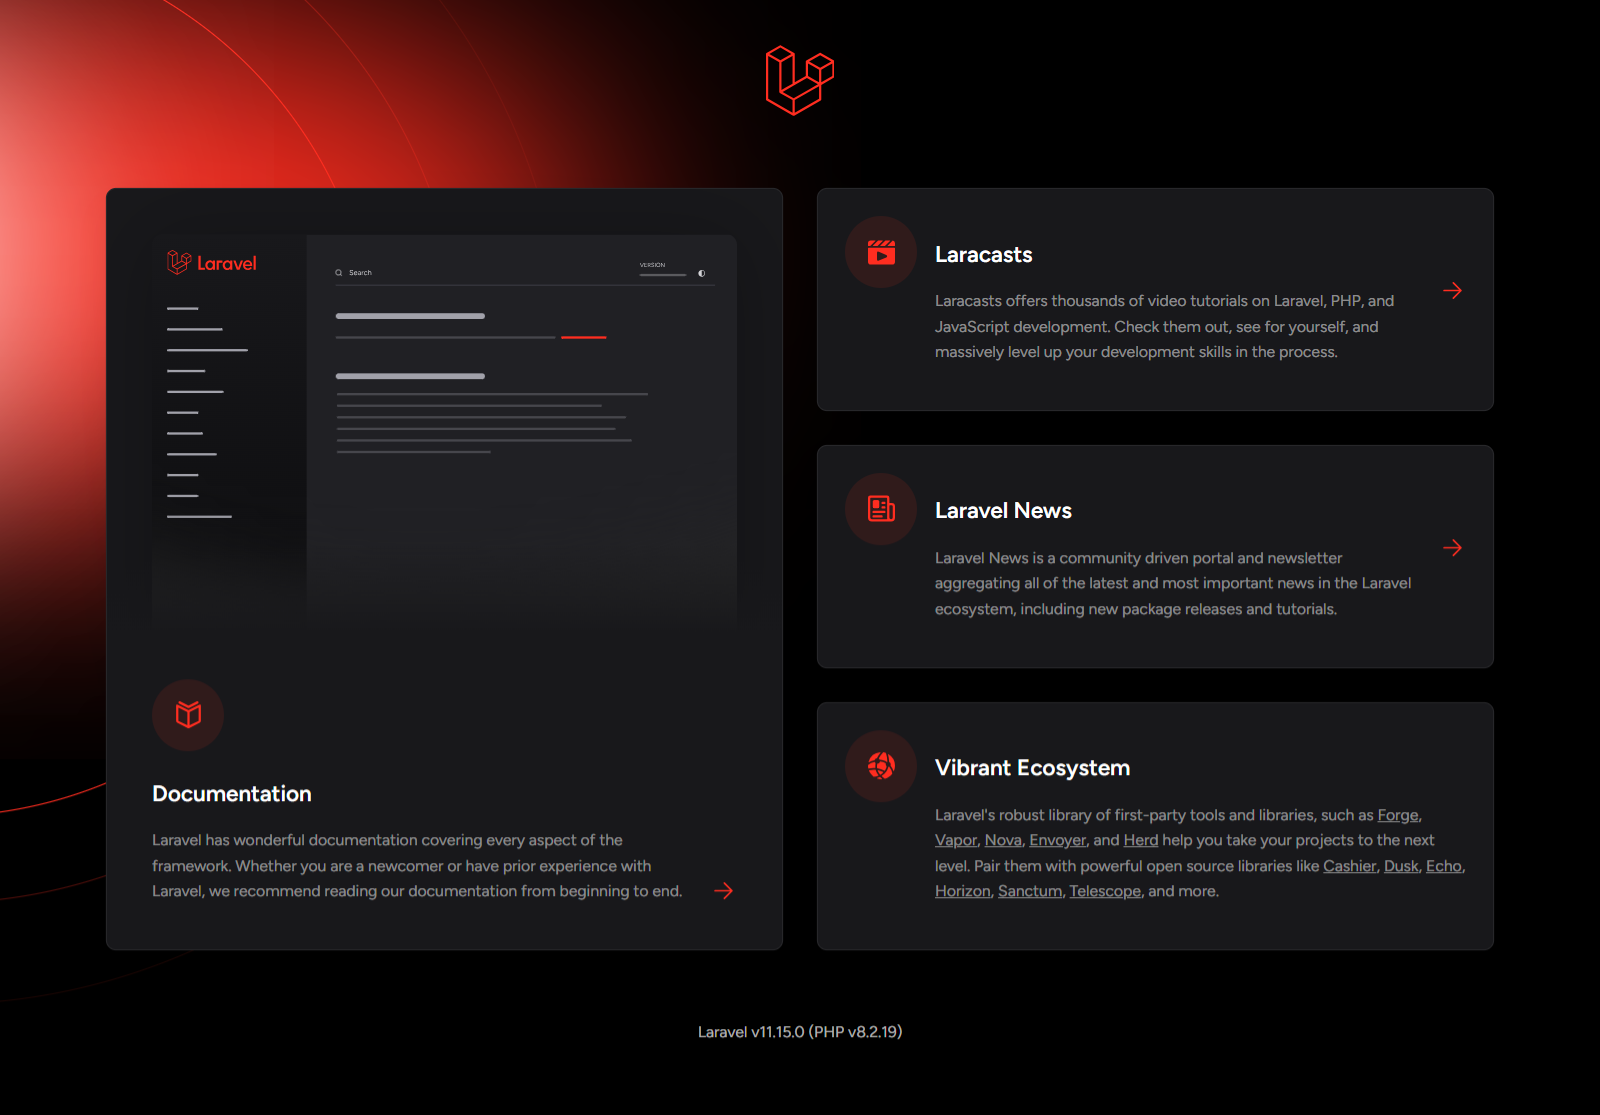 Laravel
Search
VERSION
Documentation
Laravel has wonderful documentation covering every aspect of the
framework. Whether you are a newcomer or have prior experience with
Laravel, we recommend reading our documentation from beginning to end.
Laracasts
Laracasts offers thousands of video tutorials on Laravel, PHP, and
JavaScript development. Check them out, see for yourself, and
massively level up your development skills in the process.
Laravel News
Laravel News is a community driven portal and newsletter
aggregating all of the latest and most important news in the Laravel
ecosystem, including new package releases and tutorials.
Vibrant Ecosystem
Laravel's robust library of first-party tools and libraries, such as Forge,
Vapor, Nova, Envoyer, and Herd help you take your projects to the next
level. Pair them with powerful open source libraries like Cashier, Dusk, Echo,
Horizon, Sanctum, Telescope, and more.
Laravel v11.15.0 (PHP v8.2.19)